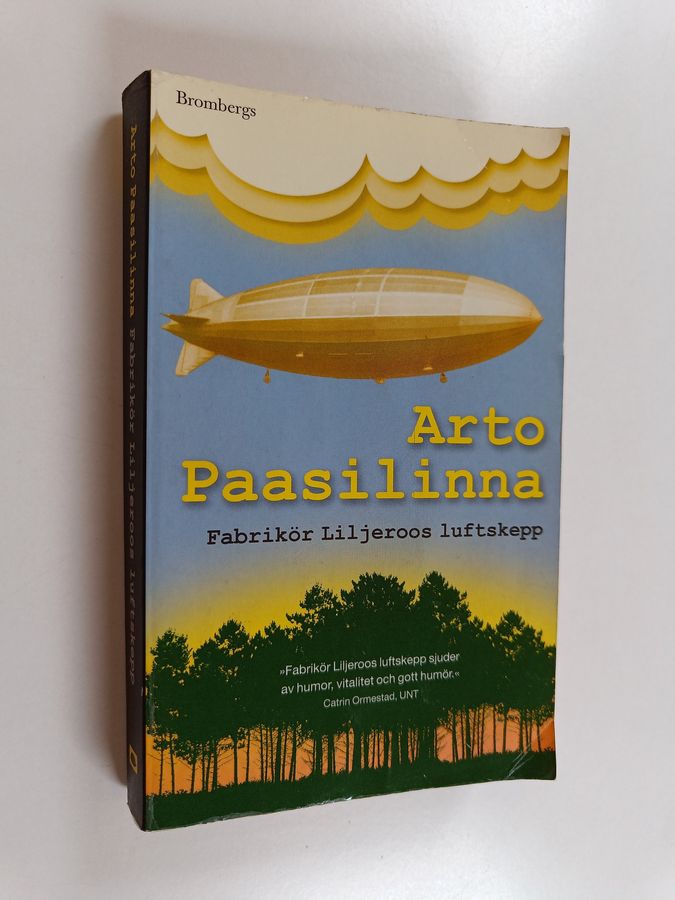 Brombergs
Arto
Paasilinna
Fabrikör Liljeroos luftskepp
»Fabrikör Liljeroos luftskepp sjuder
av humor, vitalitet och gott humör.«
Catrin Ormestad, UNT
Arto Paasilinna Fabrikör Liljeroos luftskepp